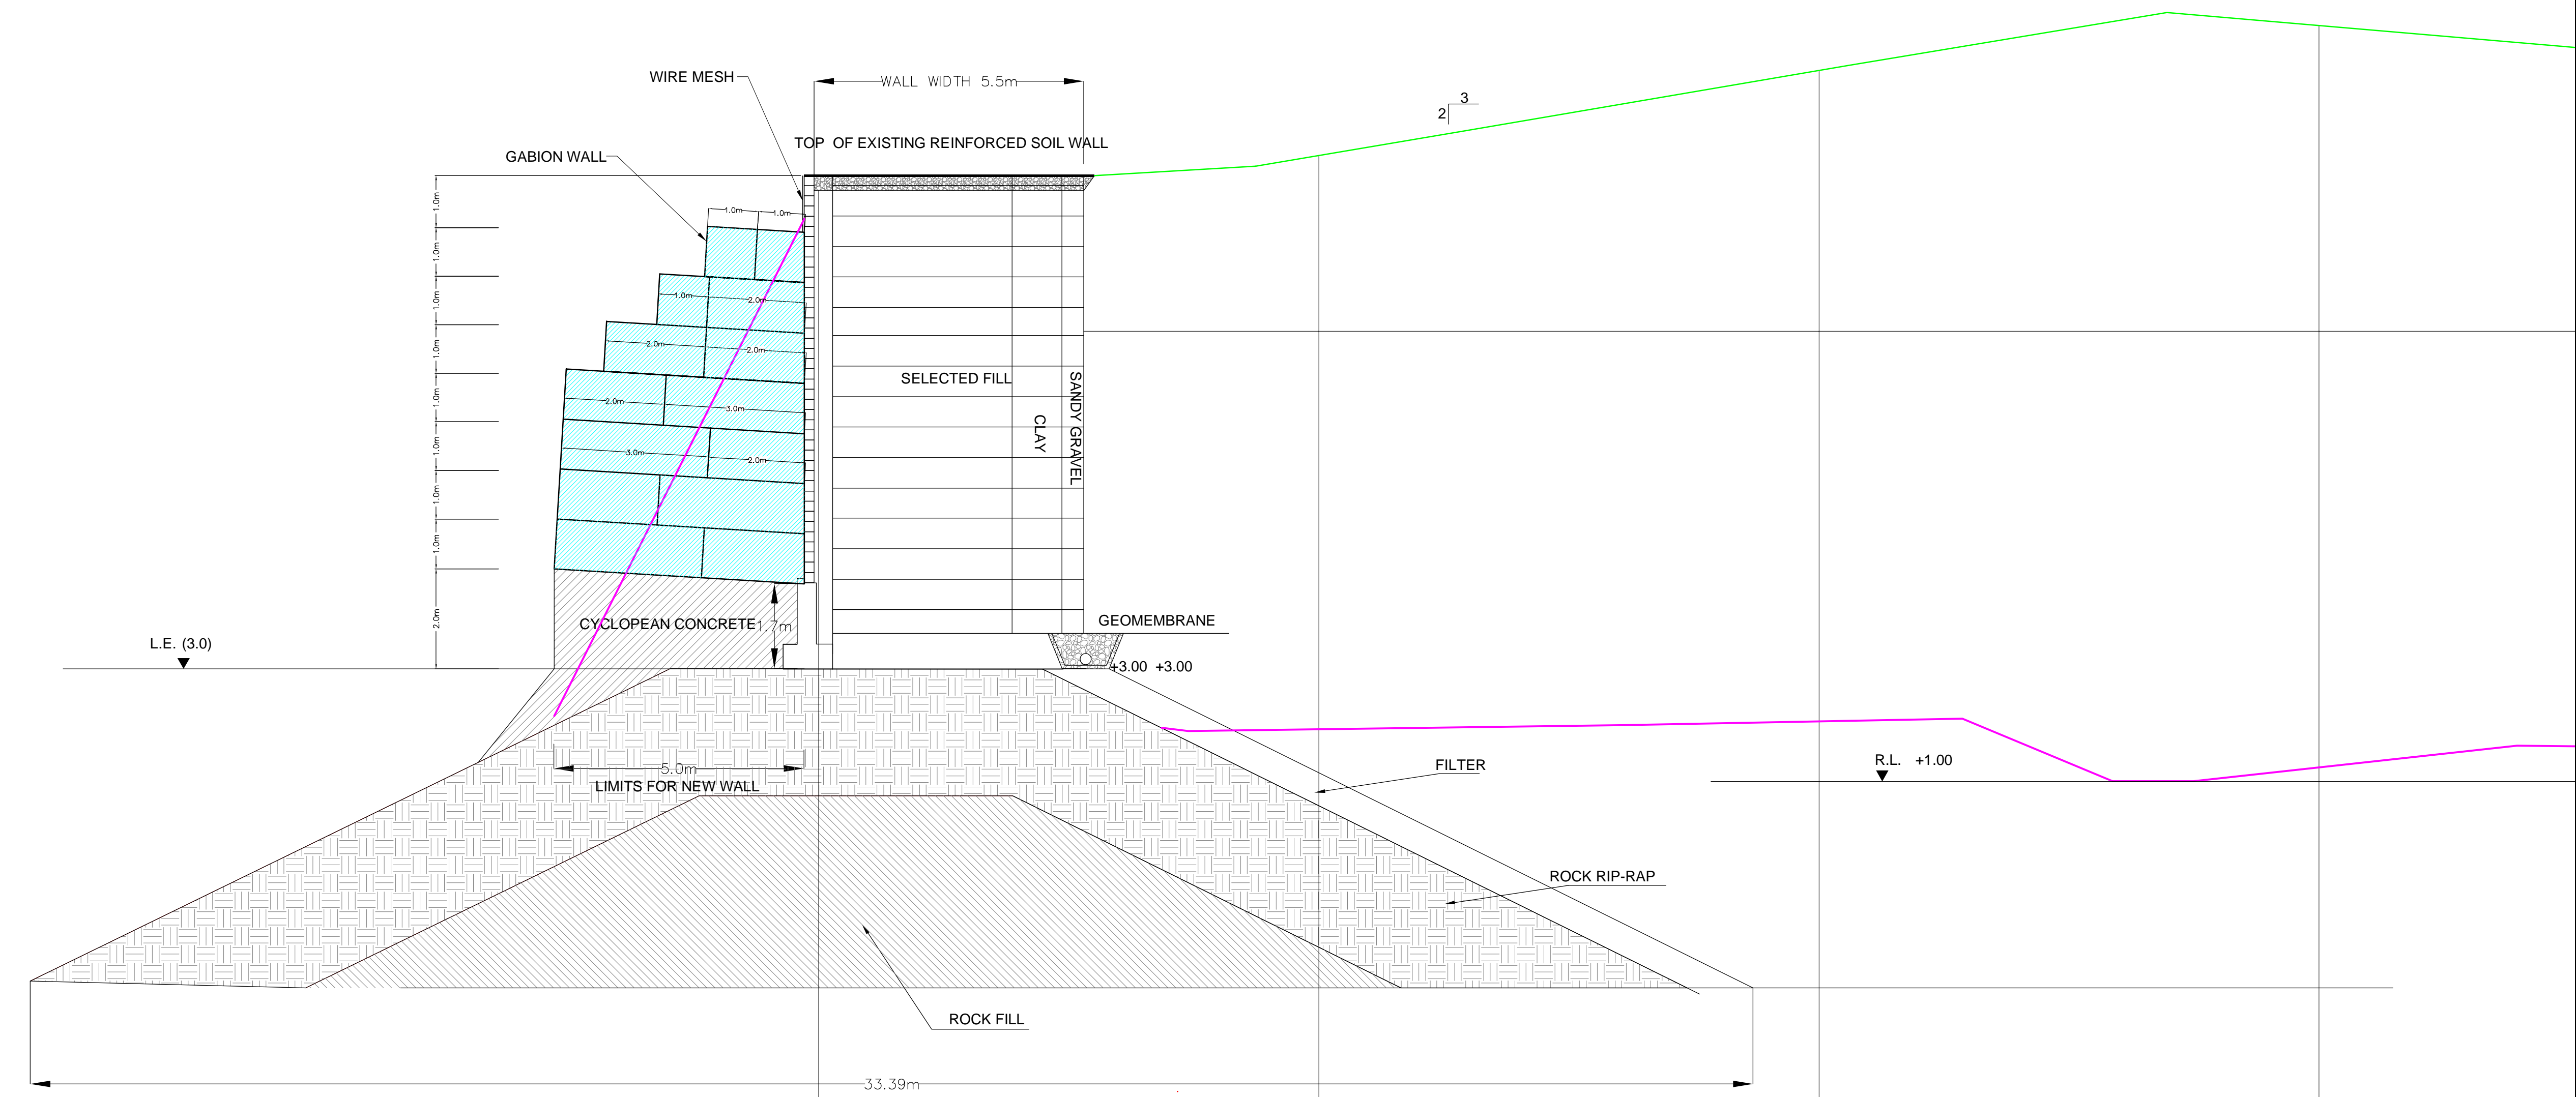 3
2
WIRE MESH
WALL WIDTH 5.5m
TOP OF EXISTING REINFORCED SOIL WALL
GABION WALL
1.0m
1.0m
1.0m
1.0m
1.0m
1.0m
1.0m
1.0m
2.0m
1.0m
1.0m
1.0m
2.0m
2.0m
2.0m
2.0m
3.0m
3.0m
2.0m
SELECTED FILL
CLAY
SANDY GRAVEL
CYCLOPEAN CONCRETE
1.7m
GEOMEMBRANE
L.E. (3.0)
+3.00 +3.00
5.0m
LIMITS FOR NEW WALL
FILTER
R.L. +1.00
ROCK RIP-RAP
ROCK FILL
33.39m